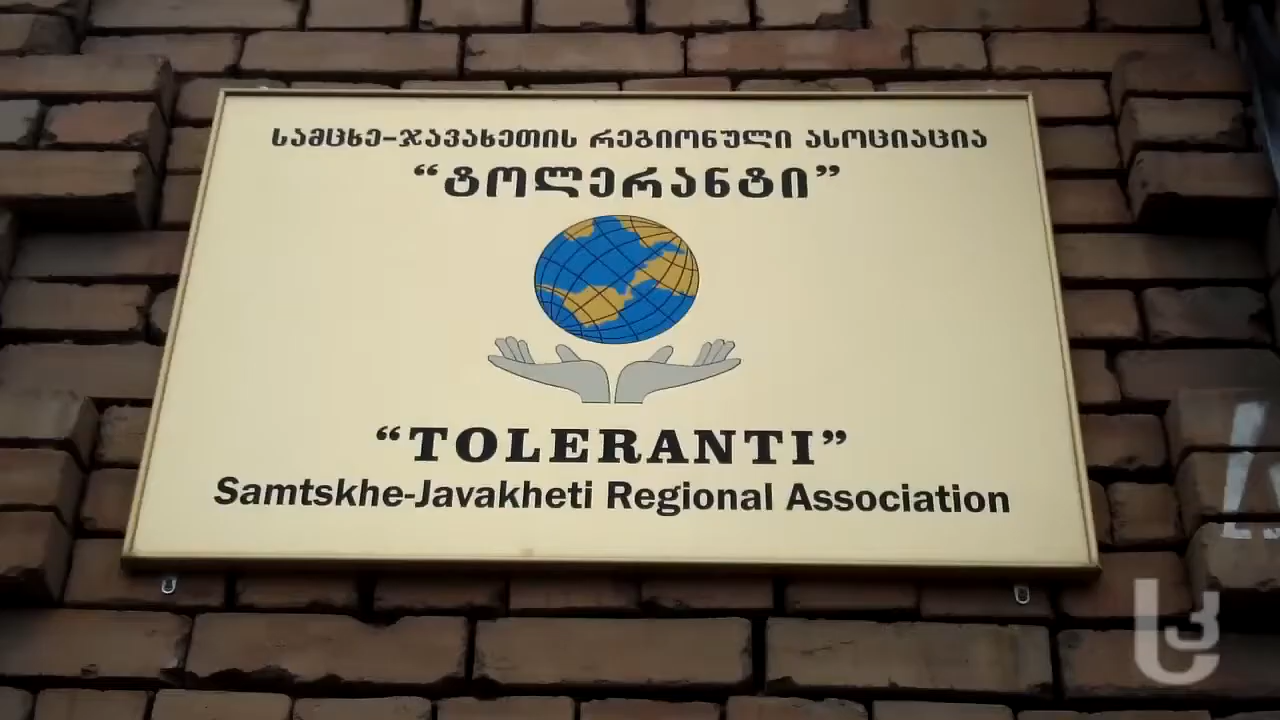 სამცხე-ჯავახეთის რეგიონული ასოციაცია
“ტოლერანტი”
“TOLERANTI”
Samtskhe-Javakheti Regional Association